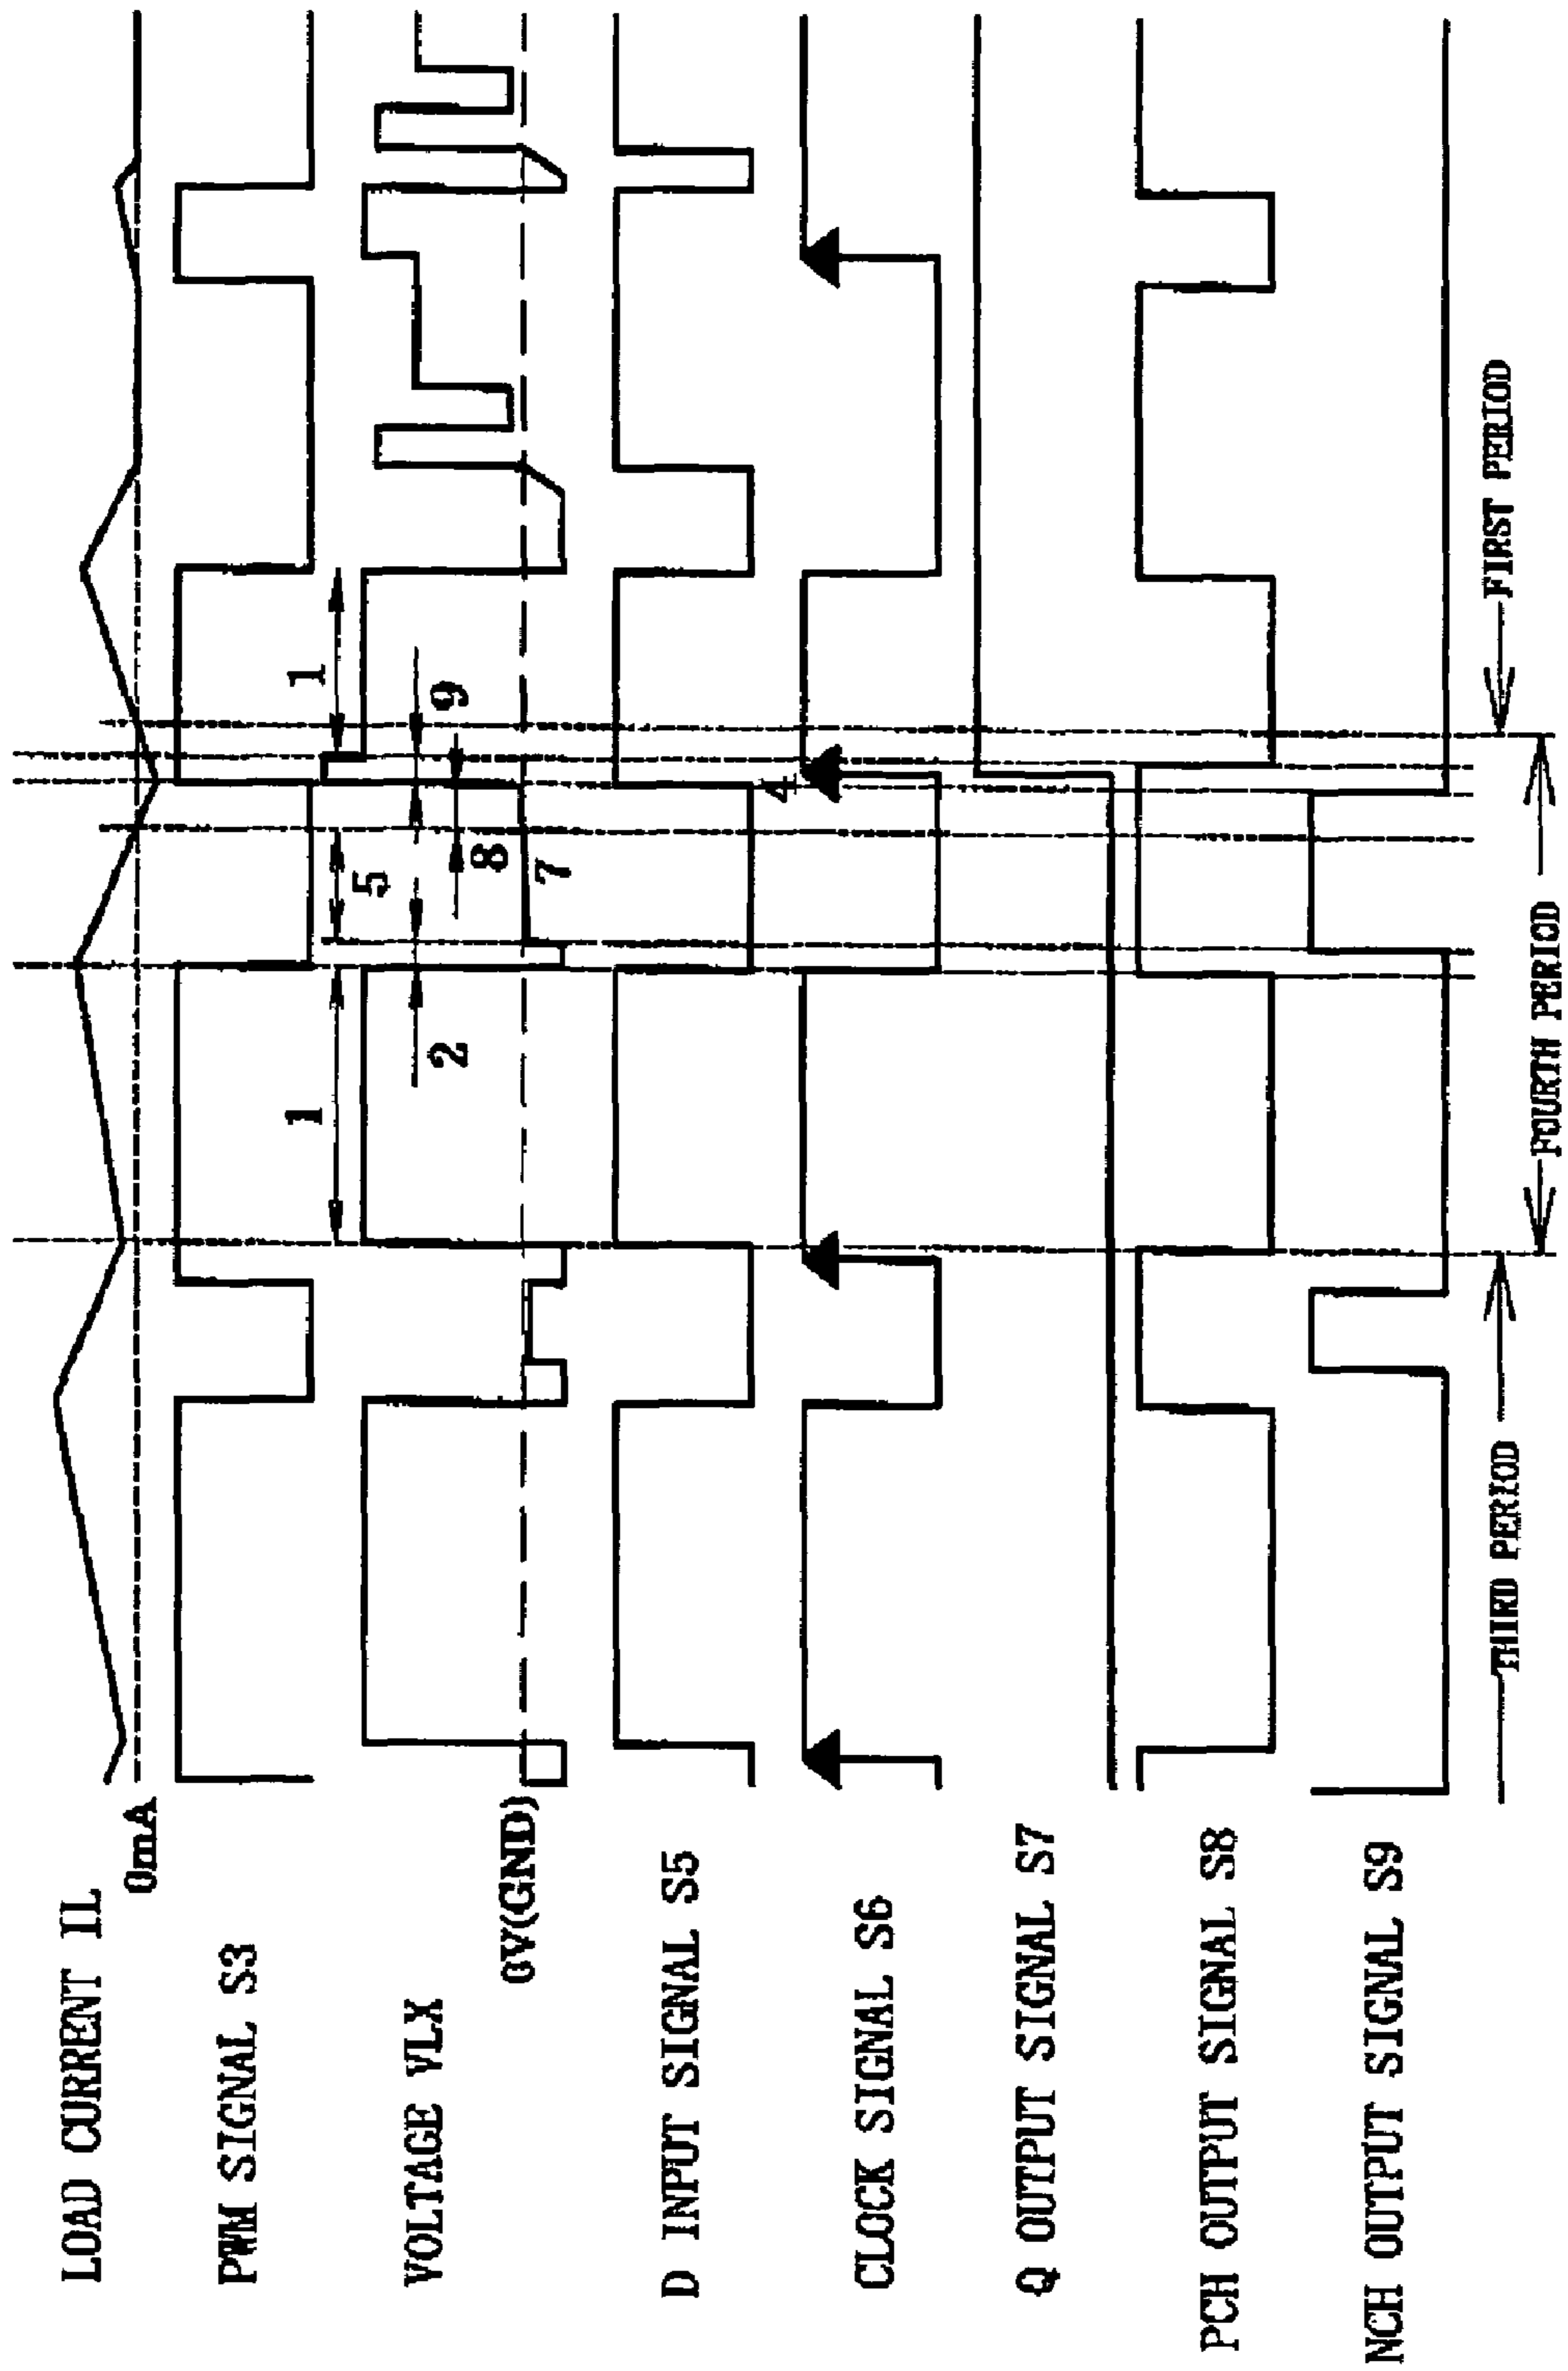 LOAD CURRENT IL
0mA
PWM SIGNAL S3
VOLTAGE VLX
0V(GND)
D INPUT SIGNAL S5
CLOCK SIGNAL S6
Q OUTPUT SIGNAL S7
PCH OUTPUT SIGNAL S8
NCH OUTPUT SIGNAL S9
1
2
5
8
7
9
4
1
THIRD PERIOD
FOURTH PERIOD
FIRST PERIOD